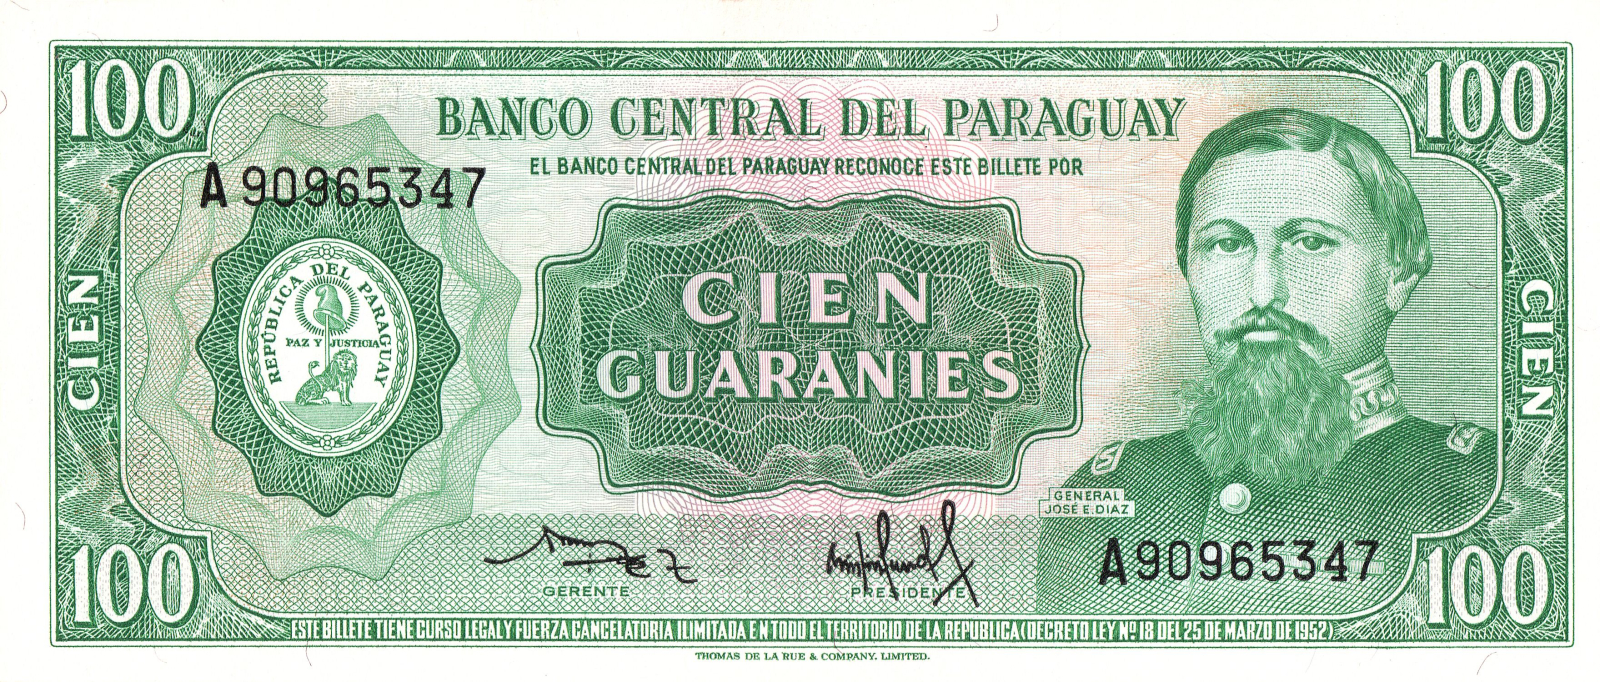 100
100
BANCO CENTRAL DEL PARAGUAY
EL BANCO CENTRAL DEL PARAGUAY RECONOCE ESTE BILLETE POR
A 90965347
REPÚBLICA DEL PARAGUAY
PAZ Y JUSTICIA
CIEN
CIEN
GUARANIES
CIEN
GENERAL
JOSÉ E. DIAZ
GERENTE
PRESIDENTE
A 90965347
100
100
ESTE BILLETE TIENE CURSO LEGAL Y FUERZA CANCELATORIA ILIMITADA EN TODO EL TERRITORIO DE LA REPUBLICA (DECRETO LEY Nº 18 DEL 25 DE MARZO DE 1952)
THOMAS DE LA RUE & COMPANY. LIMITED.